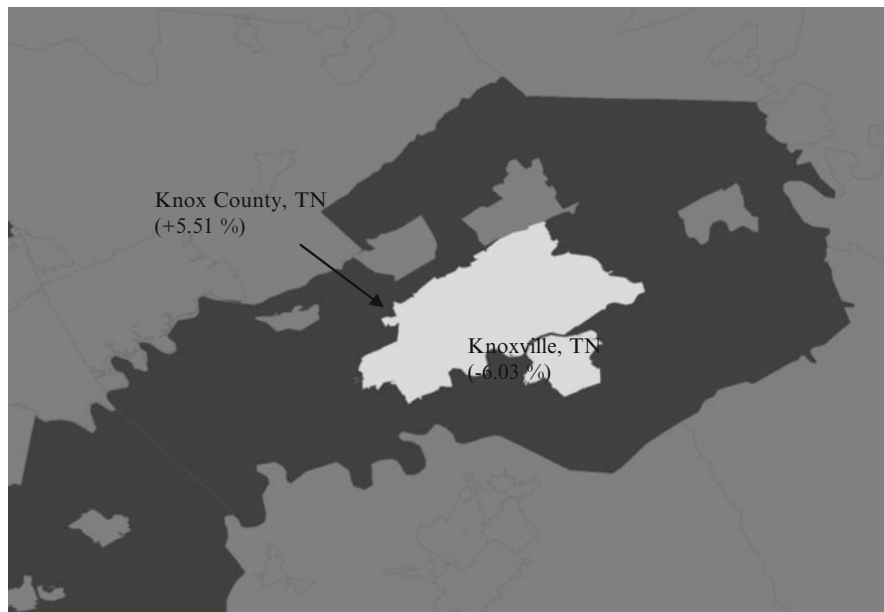 Knox County, TN
(+5.51 %)
Knoxville, TN
(-6.03 %)